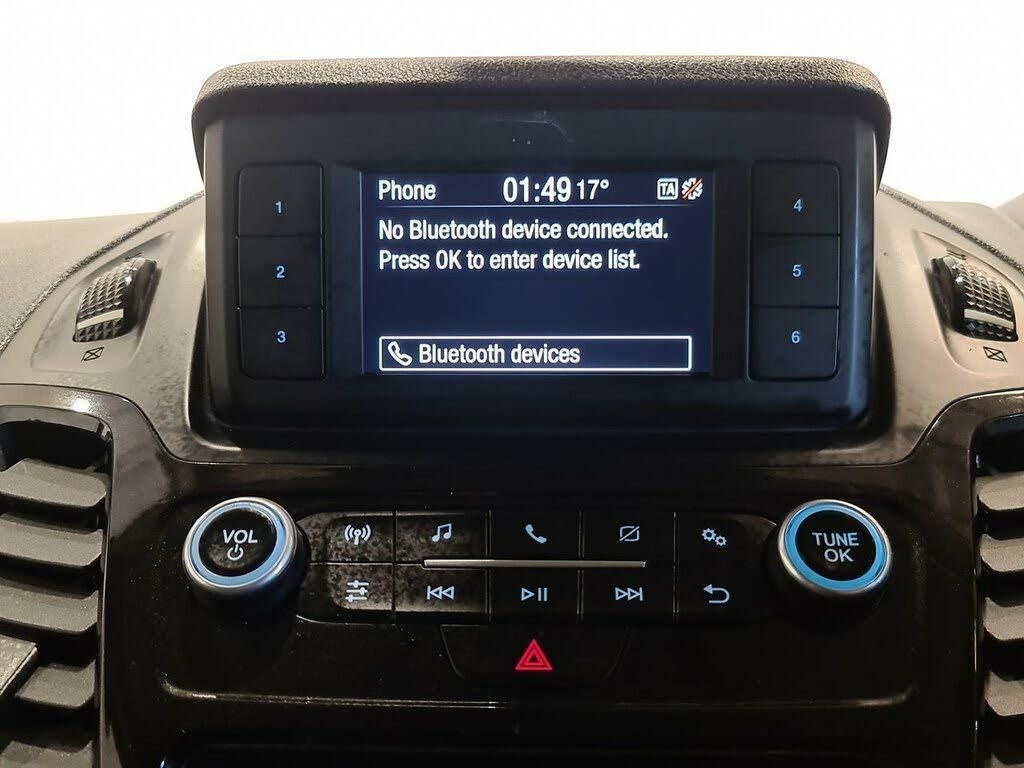 Phone 01:49 17° TA
No Bluetooth device connected.
Press OK to enter device list.
Bluetooth devices
1
2
3
4
5
6
VOL
TUNE
OK